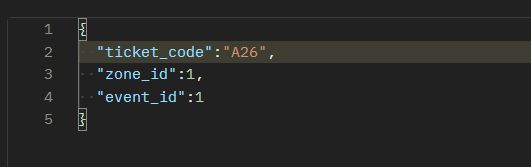 1 {
2 "ticket_code":"A26",
3 "zone_id":1,
4 "event_id":1
5 }